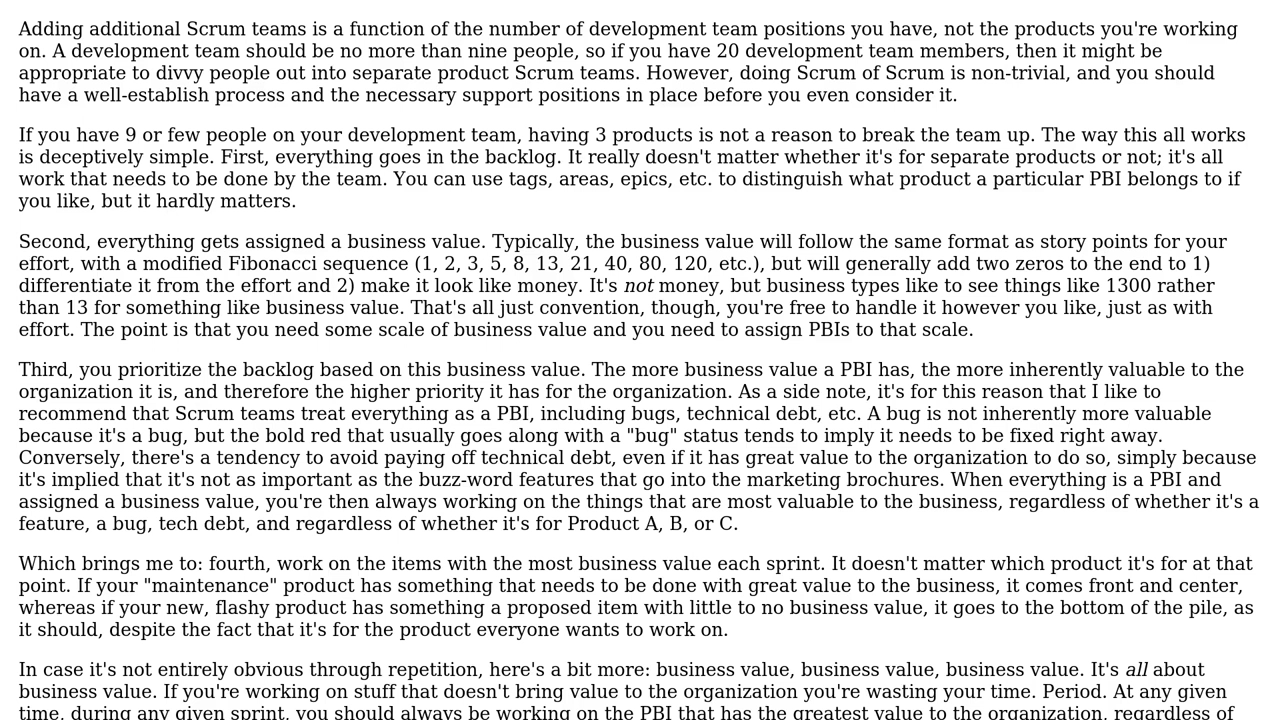 Adding additional Scrum teams is a function of the number of development team positions you have, not the products you're working
on. A development team should be no more than nine people, so if you have 20 development team members, then it might be
appropriate to divvy people out into separate product Scrum teams. However, doing Scrum of Scrum is non-trivial, and you should
have a well-establish process and the necessary support positions in place before you even consider it.
If you have 9 or few people on your development team, having 3 products is not a reason to break the team up. The way this all works
is deceptively simple. First, everything goes in the backlog. It really doesn't matter whether it's for separate products or not; it's all
work that needs to be done by the team. You can use tags, areas, epics, etc. to distinguish what product a particular PBI belongs to if
you like, but it hardly matters.
Second, everything gets assigned a business value. Typically, the business value will follow the same format as story points for your
effort, with a modified Fibonacci sequence (1, 2, 3, 5, 8, 13, 21, 40, 80, 120, etc.), but will generally add two zeros to the end to 1)
differentiate it from the effort and 2) make it look like money. It's not money, but business types like to see things like 1300 rather
than 13 for something like business value. That's all just convention, though, you're free to handle it however you like, just as with
effort. The point is that you need some scale of business value and you need to assign PBIs to that scale.
Third, you prioritize the backlog based on this business value. The more business value a PBI has, the more inherently valuable to the
organization it is, and therefore the higher priority it has for the organization. As a side note, it's for this reason that I like to
recommend that Scrum teams treat everything as a PBI, including bugs, technical debt, etc. A bug is not inherently more valuable
because it's a bug, but the bold red that usually goes along with a "bug" status tends to imply it needs to be fixed right away.
Conversely, there's a tendency to avoid paying off technical debt, even if it has great value to the organization to do so, simply because
it's implied that it's not as important as the buzz-word features that go into the marketing brochures. When everything is a PBI and
assigned a business value, you're then always working on the things that are most valuable to the business, regardless of whether it's a
feature, a bug, tech debt, and regardless of whether it's for Product A, B, or C.
Which brings me to: fourth, work on the items with the most business value each sprint. It doesn't matter which product it's for at that
point. If your "maintenance" product has something that needs to be done with great value to the business, it comes front and center,
whereas if your new, flashy product has something a proposed item with little to no business value, it goes to the bottom of the pile, as
it should, despite the fact that it's for the product everyone wants to work on.
In case it's not entirely obvious through repetition, here's a bit more: business value, business value, business value. It's all about
business value. If you're working on stuff that doesn't bring value to the organization you're wasting your time. Period. At any given
time, during any given sprint, you should always be working on the PBI that has the greatest value to the organization, regardless of